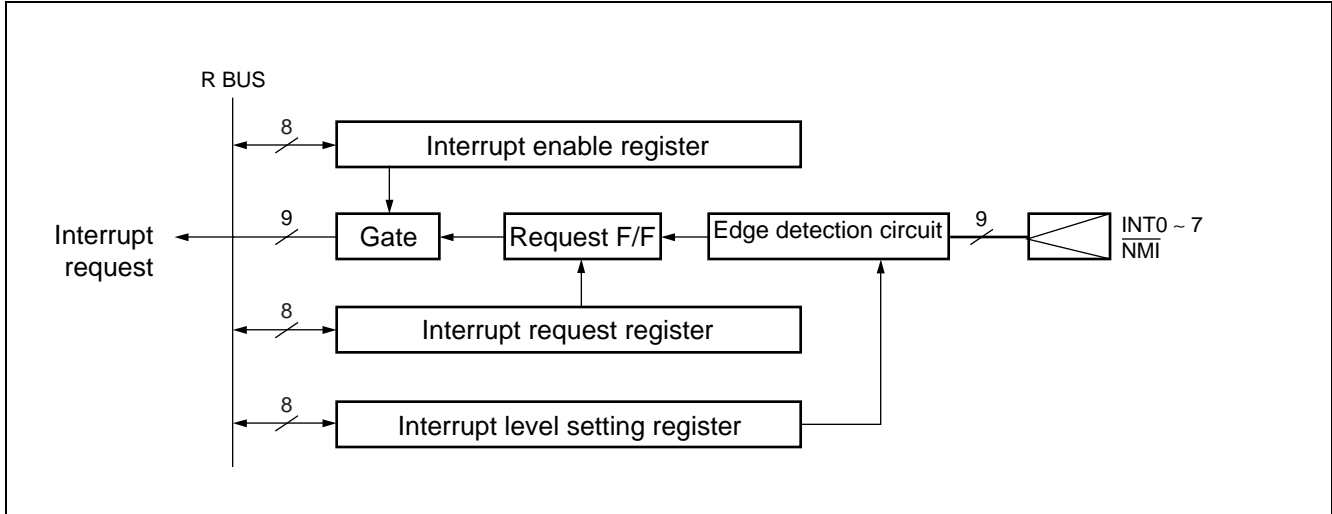 R BUS
8
Interrupt enable register
9
Interrupt
request
Gate
Request F/F
Edge detection circuit
9
INT0 ~ 7
NMI
8
Interrupt request register
8
Interrupt level setting register